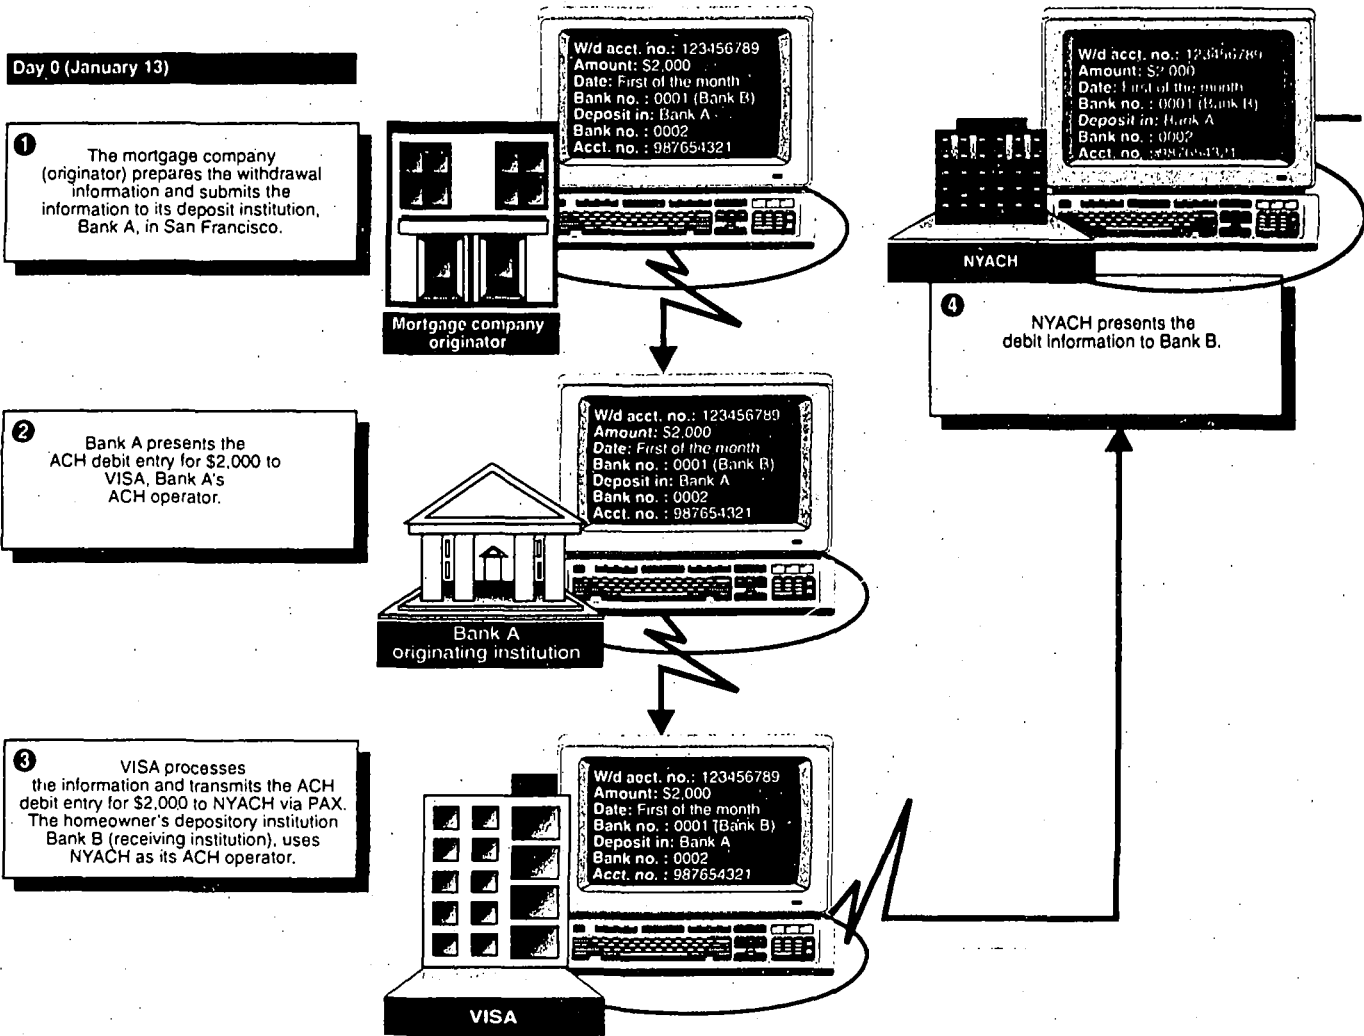 Day 0 (January 13)
1
The mortgage company
(originator) prepares the withdrawal
information and submits the
information to its deposit institution,
Bank A, in San Francisco.
W/d acct. no.: 123456789
Amount: $2,000
Date: First of the month
Bank no. : 0001 (Bank B)
Deposit in: Bank A
Bank no. : 0002
Acct. no. : 987654321
Mortgage company
originator
2
Bank A presents the
ACH debit entry for $2,000 to
VISA, Bank A's
ACH operator.
W/d acct. no.: 123456789
Amount: $2,000
Date: First of the month
Bank no. : 0001 (Bank B)
Deposit in: Bank A
Bank no. : 0002
Acct. no. : 987654321
Bank A
originating institution
3
VISA processes
the information and transmits the ACH
debit entry for $2,000 to NYACH via PAX.
The homeowner's depository institution
Bank B (receiving institution), uses
NYACH as its ACH operator.
W/d acct. no.: 123456789
Amount: $2,000
Date: First of the month
Bank no. : 0001 (Bank B)
Deposit in: Bank A
Bank no. : 0002
Acct. no. : 987654321
VISA
W/d acct. no.: 123456789
Amount: $2,000
Date: First of the month
Bank no. : 0001 (Bank B)
Deposit in: Bank A
Bank no. : 0002
Acct. no. : 987654321
NYACH
4
NYACH presents the
debit information to Bank B.